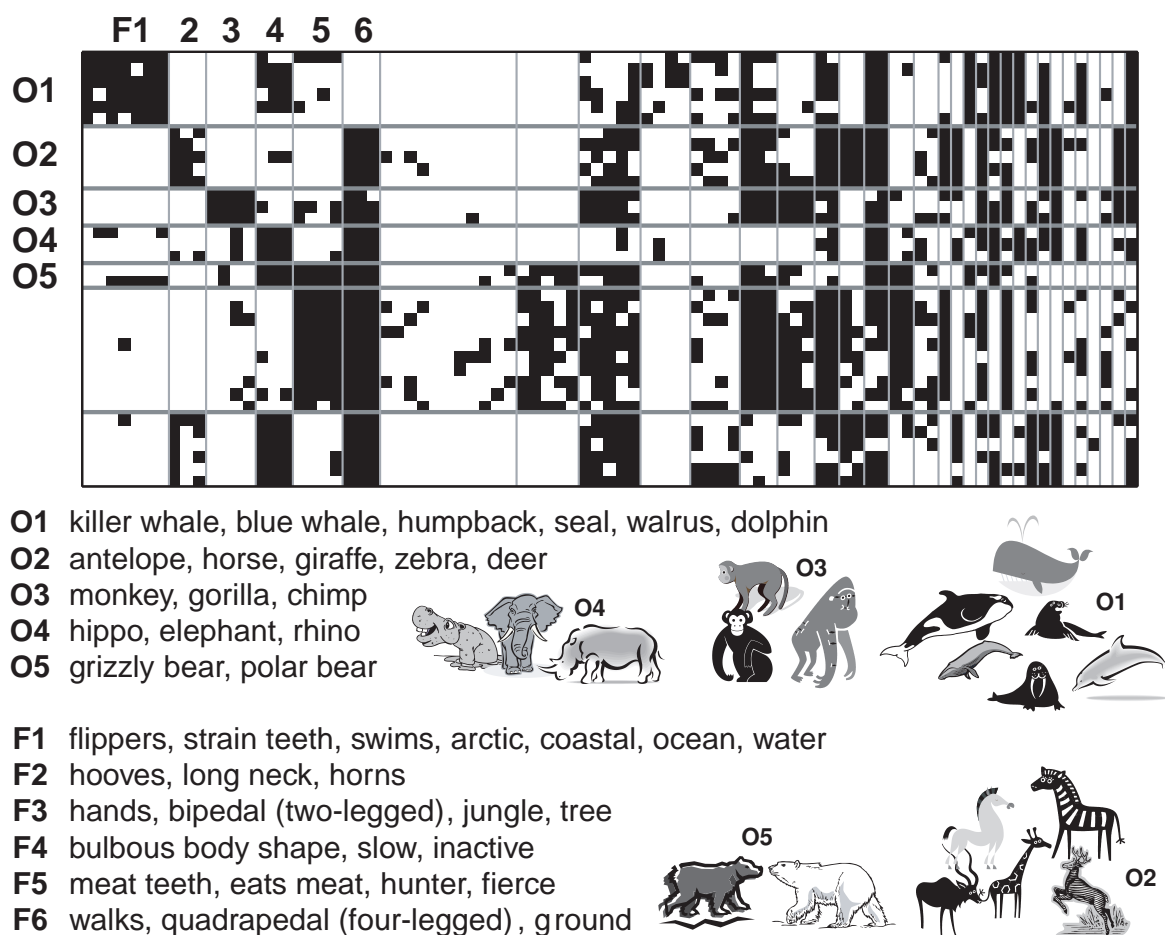 F1 2 3 4 5 6
O1
O2
O3
O4
O5
O1 killer whale, blue whale, humpback, seal, walrus, dolphin
O2 antelope, horse, giraffe, zebra, deer
O3 monkey, gorilla, chimp
O4 hippo, elephant, rhino
O5 grizzly bear, polar bear
O4
O3
O1
F1 flippers, strain teeth, swims, arctic, coastal, ocean, water
F2 hooves, long neck, horns
F3 hands, bipedal (two-legged), jungle, tree
F4 bulbous body shape, slow, inactive
F5 meat teeth, eats meat, hunter, fierce
F6 walks, quadrapedal (four-legged), ground
O5
O2